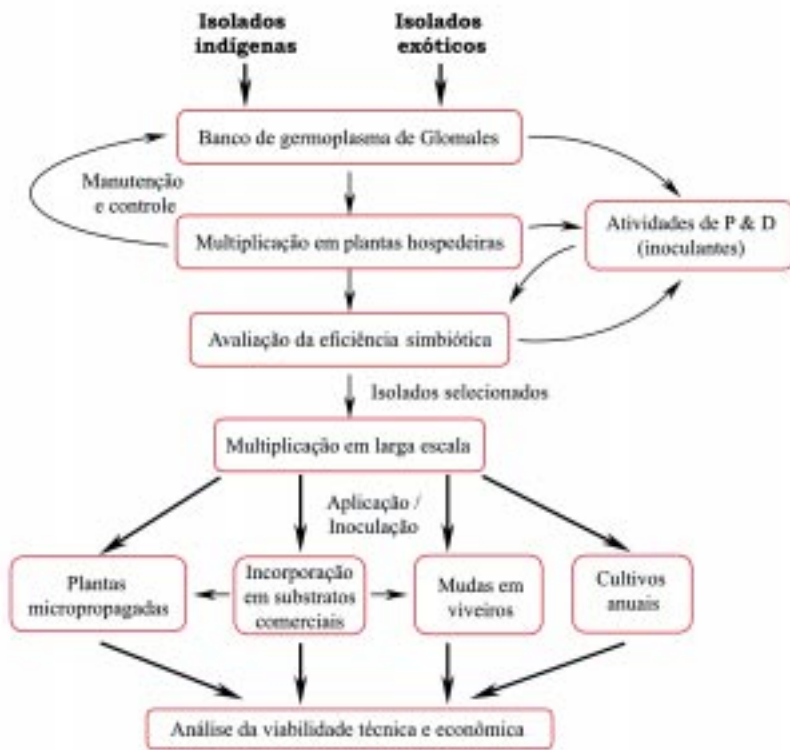 Isolados
indígenas
Isolados
exóticos
Banco de germoplasma de Glomales
Manutenção
e controle
Multiplicação em plantas hospedeiras
Atividades de P & D
(inoculantes)
Avaliação da eficiência simbiótica
Isolados selecionados
Multiplicação em larga escala
Aplicação /
Inoculação
Plantas
micropropagadas
Incorporação
em substratos
comerciais
Mudas em
viveiros
Cultivos
anuais
Análise da viabilidade técnica e econômica